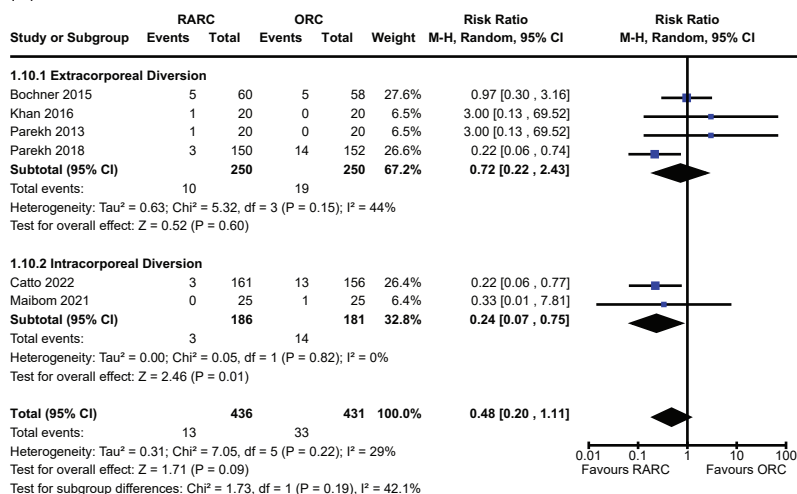 RARC ORC Risk Ratio Risk Ratio
Study or Subgroup Events Total Events Total Weight M-H, Random, 95% CI M-H, Random, 95% CI
1.10.1 Extracorporeal Diversion
Bochner 2015 5 60 5 58 27.6% 0.97 [0.30 , 3.16]
Khan 2016 1 20 0 20 6.5% 3.00 [0.13 , 69.52]
Parekh 2013 1 20 0 20 6.5% 3.00 [0.13 , 69.52]
Parekh 2018 3 150 14 152 26.6% 0.22 [0.06 , 0.74]
Subtotal (95% CI) 250 250 67.2% 0.72 [0.22 , 2.43]
Total events: 10 19
Heterogeneity: Tau² = 0.63; Chi² = 5.32, df = 3 (P = 0.15); I² = 44%
Test for overall effect: Z = 0.52 (P = 0.60)
1.10.2 Intracorporeal Diversion
Catto 2022 3 161 13 156 26.4% 0.22 [0.06 , 0.77]
Maibom 2021 0 25 1 25 6.4% 0.33 [0.01 , 7.81]
Subtotal (95% CI) 186 181 32.8% 0.24 [0.07 , 0.75]
Total events: 3 14
Heterogeneity: Tau² = 0.00; Chi² = 0.05, df = 1 (P = 0.82); I² = 0%
Test for overall effect: Z = 2.46 (P = 0.01)
Total (95% CI) 436 431 100.0% 0.48 [0.20 , 1.11]
Total events: 13 33
Heterogeneity: Tau² = 0.31; Chi² = 7.05, df = 5 (P = 0.22); I² = 29%
0.01 0.1 1 10 100
Test for overall effect: Z = 1.71 (P = 0.09)
Favours RARC Favours ORC
Test for subgroup differences: Chi² = 1.73, df = 1 (P = 0.19), I² = 42.1%